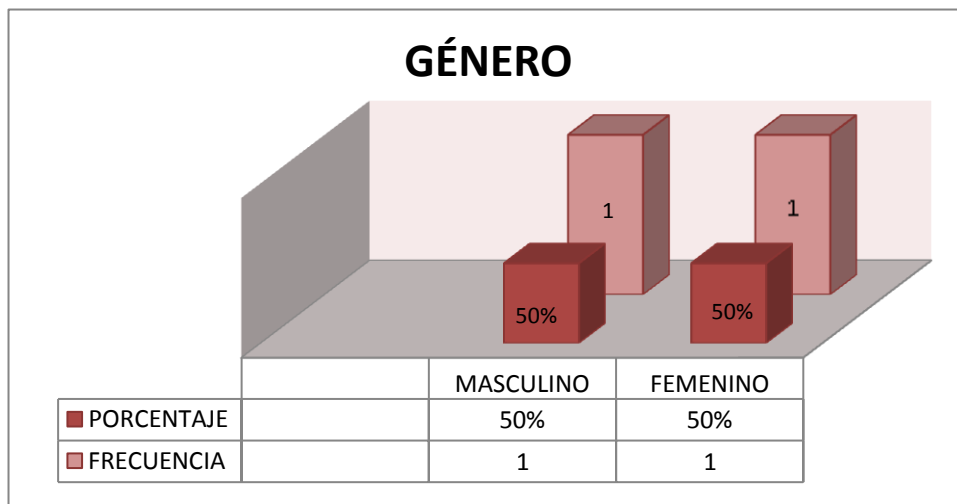 GÉNERO
1
1
50%
50%
MASCULINO FEMENINO
PORCENTAJE 50% 50%
FRECUENCIA 1 1